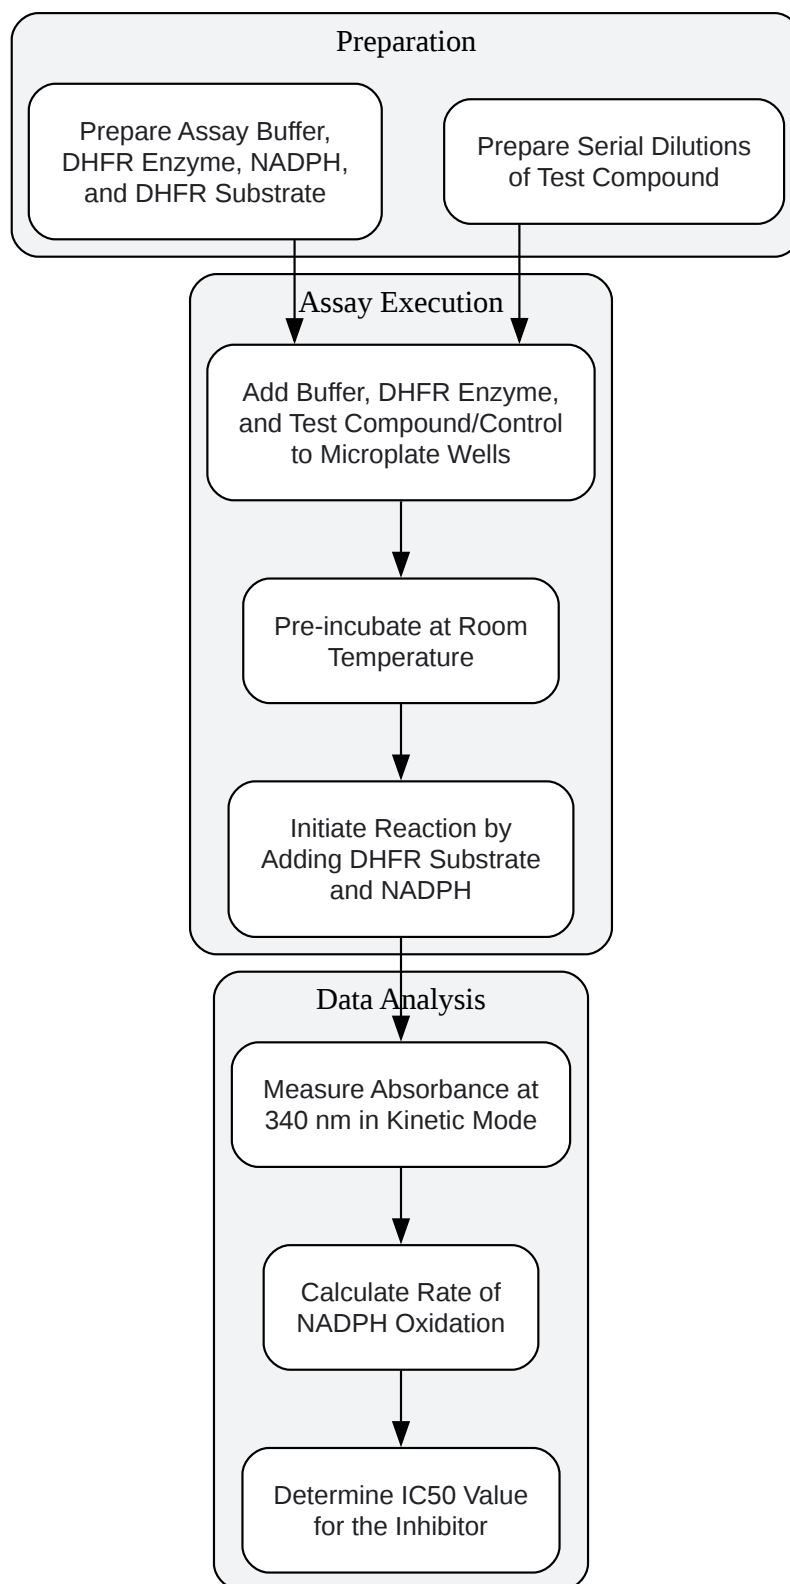 Preparation
Prepare Assay Buffer,
DHFR Enzyme, NADPH,
and DHFR Substrate
Prepare Serial Dilutions
of Test Compound
Assay Execution
Add Buffer, DHFR Enzyme,
and Test Compound/Control
to Microplate Wells
Pre-incubate at Room
Temperature
Initiate Reaction by
Adding DHFR Substrate
and NADPH
Data Analysis
Measure Absorbance at
340 nm in Kinetic Mode
Calculate Rate of
NADPH Oxidation
Determine IC50 Value
for the Inhibitor